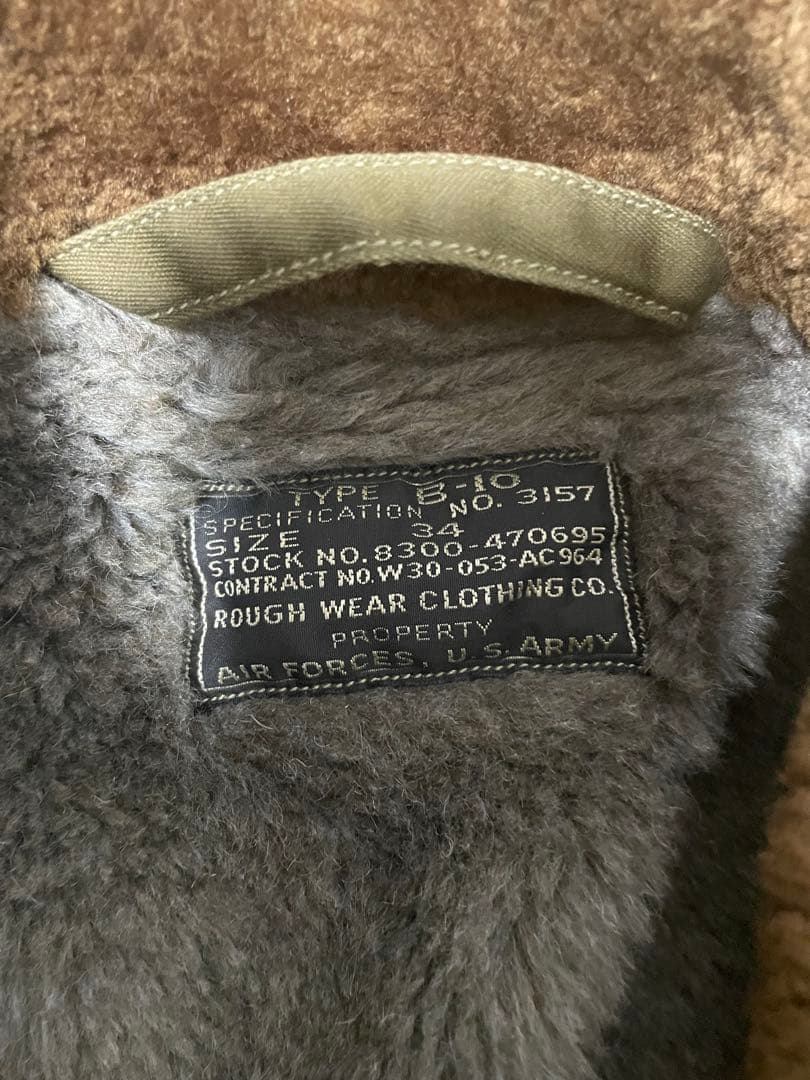 TYPE B-10
SPECIFICATION NO. 3157
SIZE 34
STOCK NO. 8300-470695
CONTRACT NO. W30-053-AC964
ROUGH WEAR CLOTHING CO.
PROPERTY
AIR FORCES, U.S. ARMY